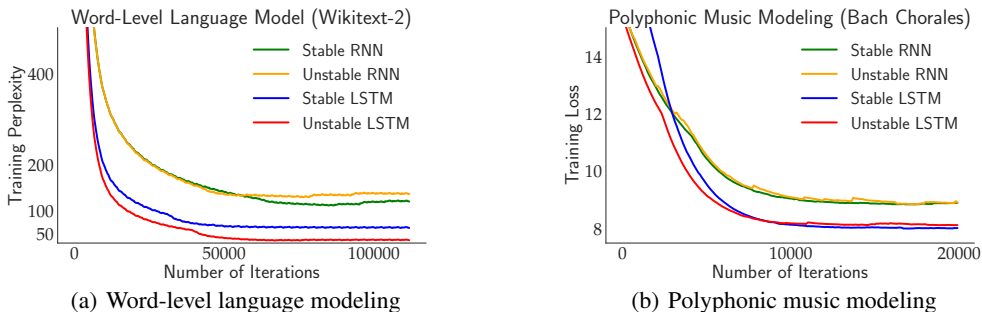 Word-Level Language Model (Wikitext-2)
Training Perplexity
400
200
100
50
Stable RNN
Unstable RNN
Stable LSTM
Unstable LSTM
0
50000
100000
Number of Iterations
(a) Word-level language modeling
Polyphonic Music Modeling (Bach Chorales)
Training Loss
14
12
10
8
Stable RNN
Unstable RNN
Stable LSTM
Unstable LSTM
0
10000
20000
Number of Iterations
(b) Polyphonic music modeling